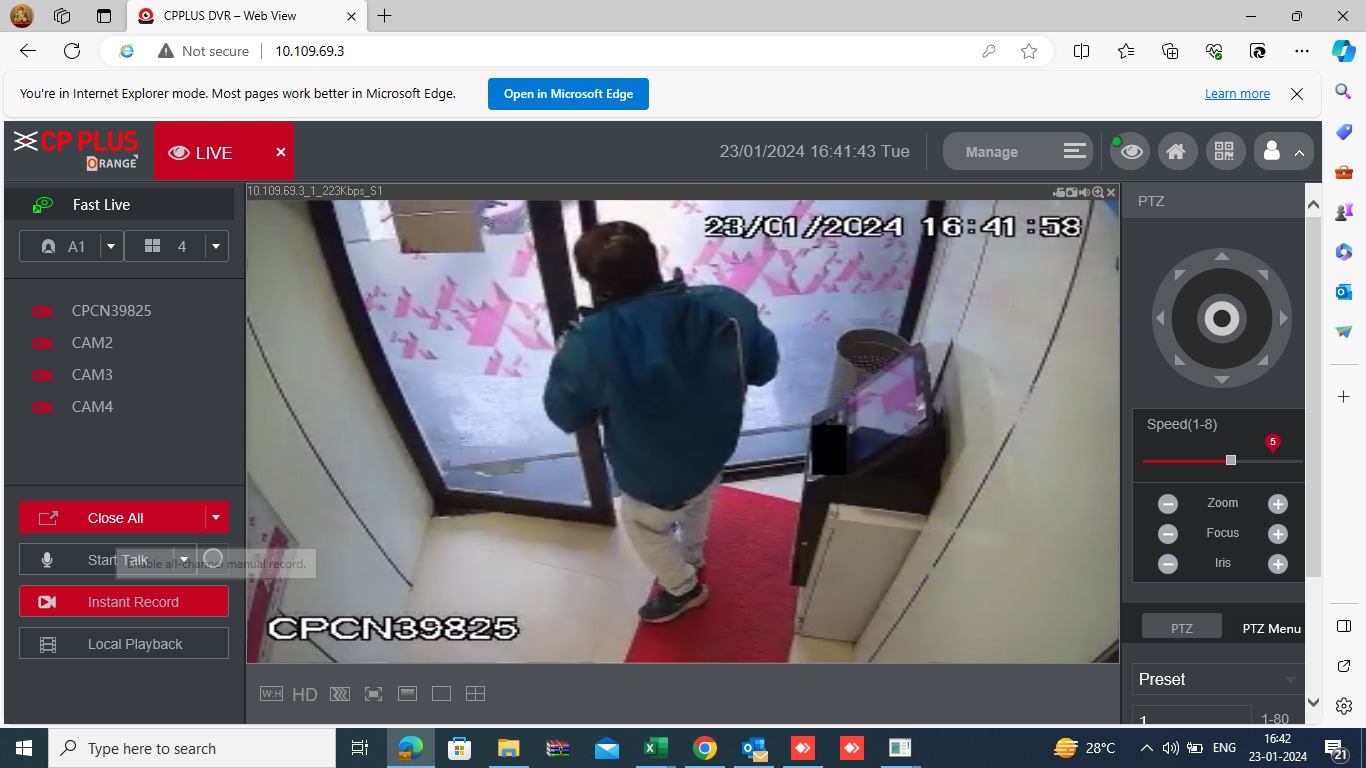 CPPLUS DVR – Web View
Not secure
10.109.69.3
You're in Internet Explorer mode. Most pages work better in Microsoft Edge.
Open in Microsoft Edge
Learn more
CP PLUS
ORANGE
LIVE
23/01/2024 16:41:43 Tue
Manage
Fast Live
10.109.69.3_1_223Kbps_S1
PTZ
23/01/2024 16:41:58
A1
4
CPCN39825
CAM2
CAM3
CAM4
Speed(1-8)
5
Zoom
Focus
Iris
Close All
Start Talk
Enable all-channel manual record.
Instant Record
CPCN39825
Local Playback
PTZ
PTZ Menu
W:H
HD
Preset
1
1-80
Type here to search
28°C
ENG
16:42
23-01-2024
21